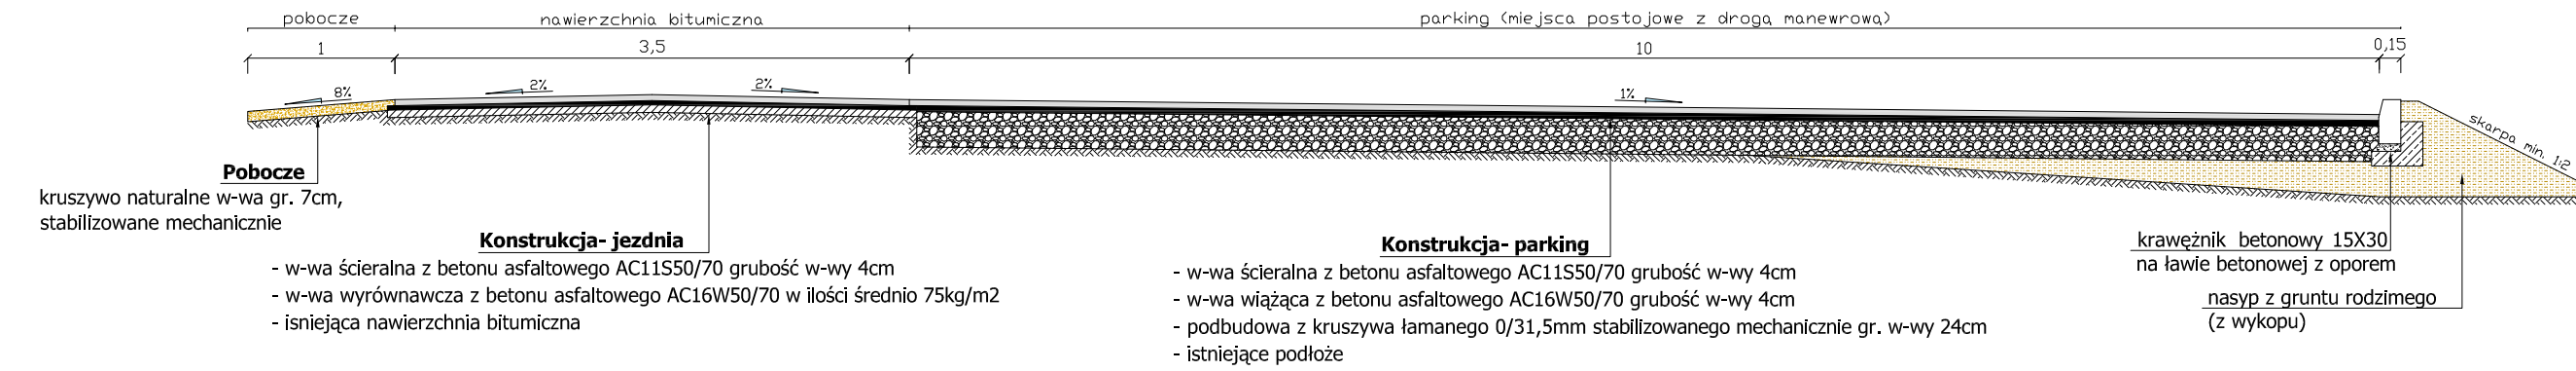 pobocze
nawierzchnia bitumiczna
parking (miejsca postojowe z drogą manewrową)
1
3,5
10
0,15
8%
2%
2%
1%
skarpa min. 1:2
Pobocze
kruszywo naturalne w-wa gr. 7cm,
stabilizowane mechanicznie
Konstrukcja- jezdnia
- w-wa ścieralna z betonu asfaltowego AC11S50/70 grubość w-wy 4cm
- w-wa wyrównawcza z betonu asfaltowego AC16W50/70 w ilości średnio 75kg/m2
- isniejąca nawierzchnia bitumiczna
Konstrukcja- parking
- w-wa ścieralna z betonu asfaltowego AC11S50/70 grubość w-wy 4cm
- w-wa wiążąca z betonu asfaltowego AC16W50/70 grubość w-wy 4cm
- podbudowa z kruszywa łamanego 0/31,5mm stabilizowanego mechanicznie gr. w-wy 24cm
- istniejące podłoże
krawężnik betonowy 15X30
na ławie betonowej z oporem
nasyp z gruntu rodzimego
(z wykopu)